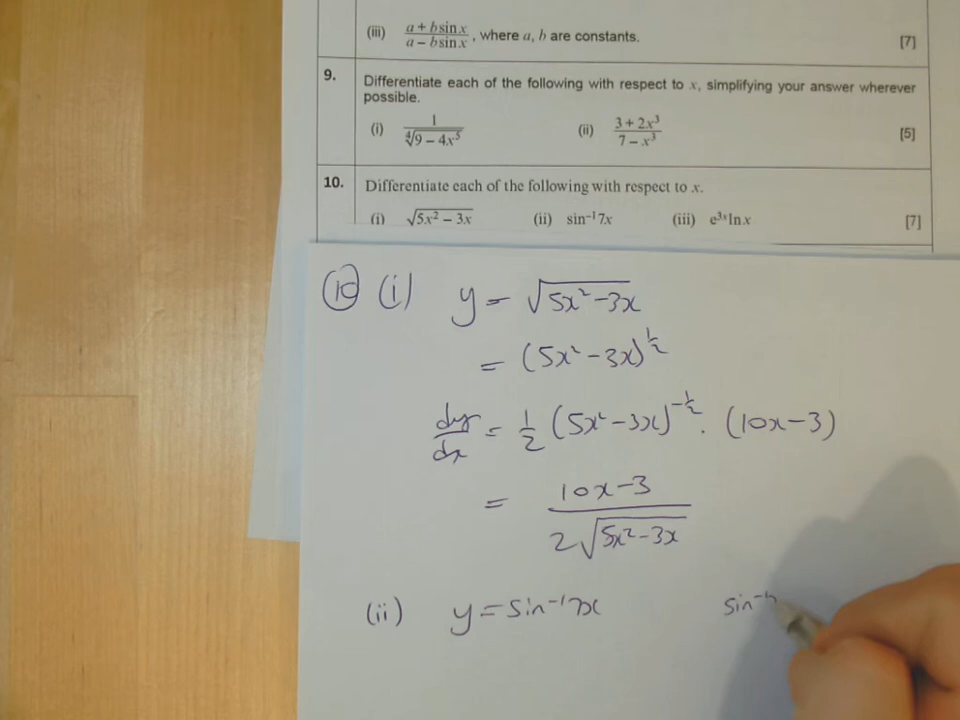 (iii) a + b sin x / a − b sin x , where a, b are constants. [7]
9. Differentiate each of the following with respect to x, simplifying your answer wherever
possible.
(i) 1 / ∜(9 − 4x⁵) (ii) 3 + 2x³ / 7 − x³ [5]
10. Differentiate each of the following with respect to x.
(i) √(5x² − 3x) (ii) sin⁻¹7x (iii) e³ˣ ln x [7]
⑩ (i) y = √(5x² − 3x)
= (5x² − 3x)^½
dy/dx = ½ (5x² − 3x)^−½ . (10x − 3)
= 10x − 3 / 2√(5x² − 3x)
(ii) y = sin⁻¹7x sin⁻¹